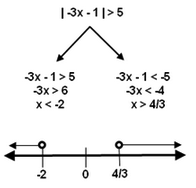 | -3x - 1 | > 5
-3x - 1 > 5
-3x > 6
x < -2
-3x - 1 < -5
-3x < -4
x > 4/3
-2 0 4/3